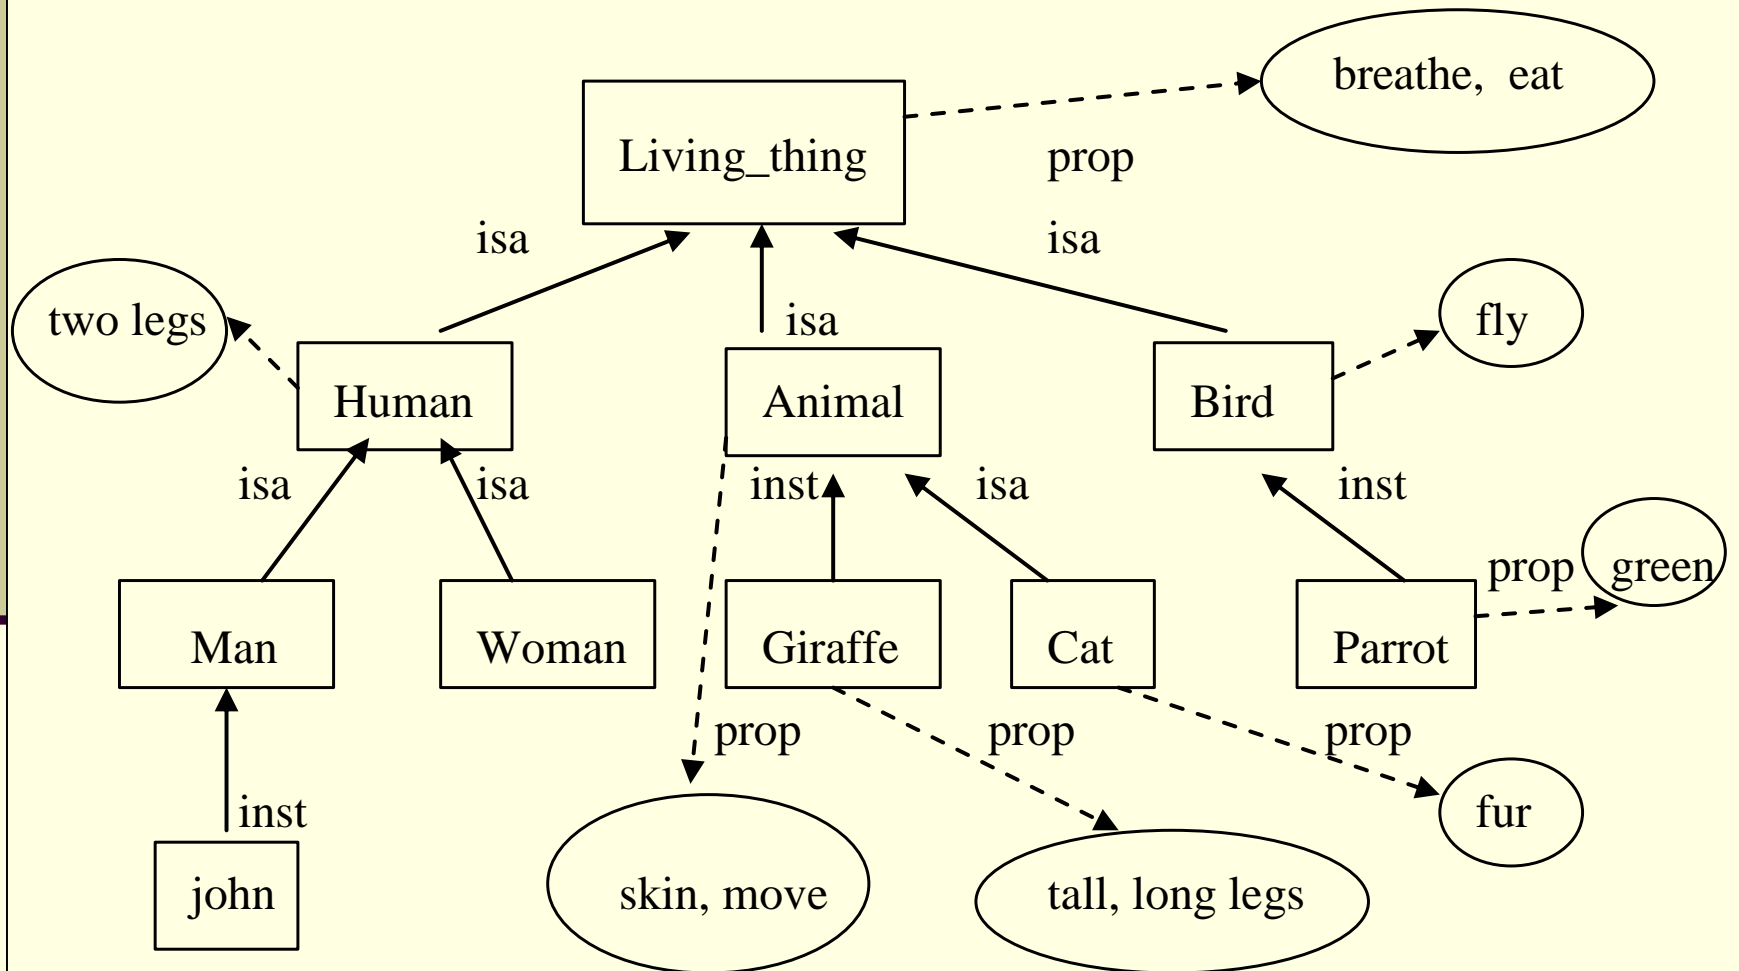 breathe, eat
Living_thing
prop
isa
isa
two legs
isa
fly
Human
Animal
Bird
isa
isa
inst
isa
inst
prop
green
Man
Woman
Giraffe
Cat
Parrot
prop
prop
prop
inst
fur
john
skin, move
tall, long legs